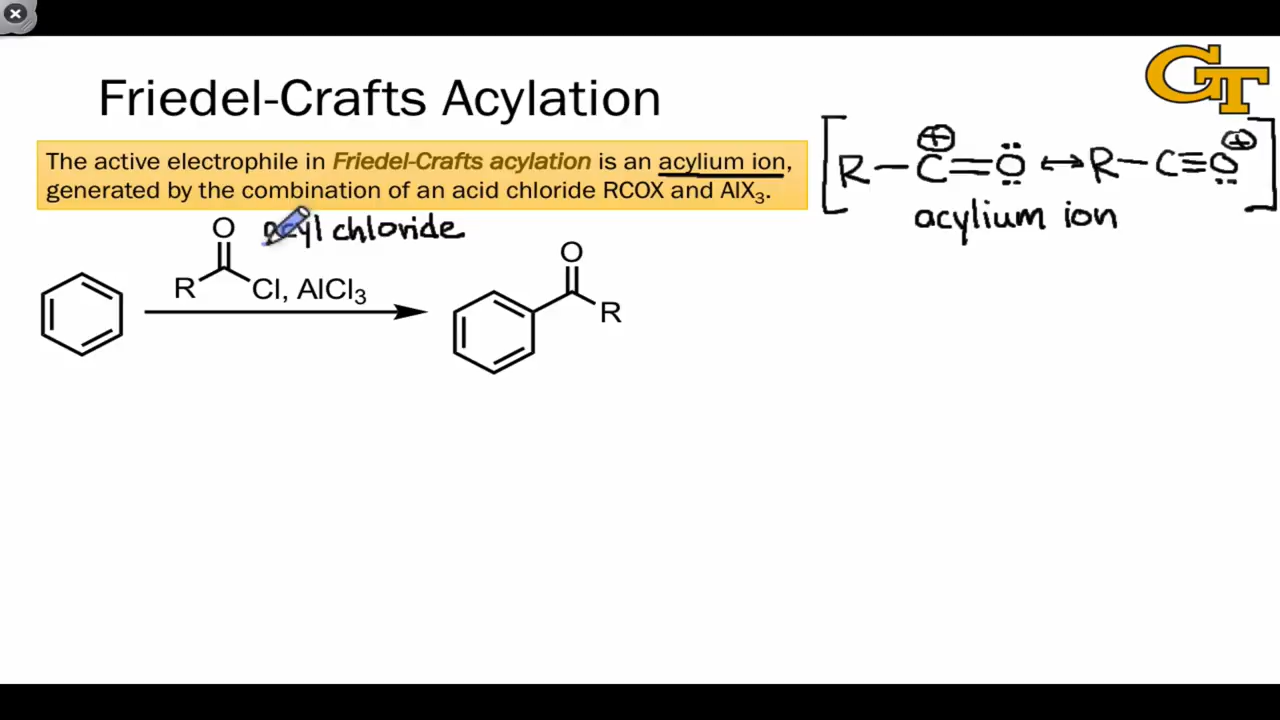 Friedel-Crafts Acylation
GT
The active electrophile in Friedel-Crafts acylation is an acylium ion,
generated by the combination of an acid chloride RCOX and AlX₃.
[R–C⊕=O ↔ R–C≡O⊕]
acylium ion
acyl chloride
O
R
Cl, AlCl₃
O
R